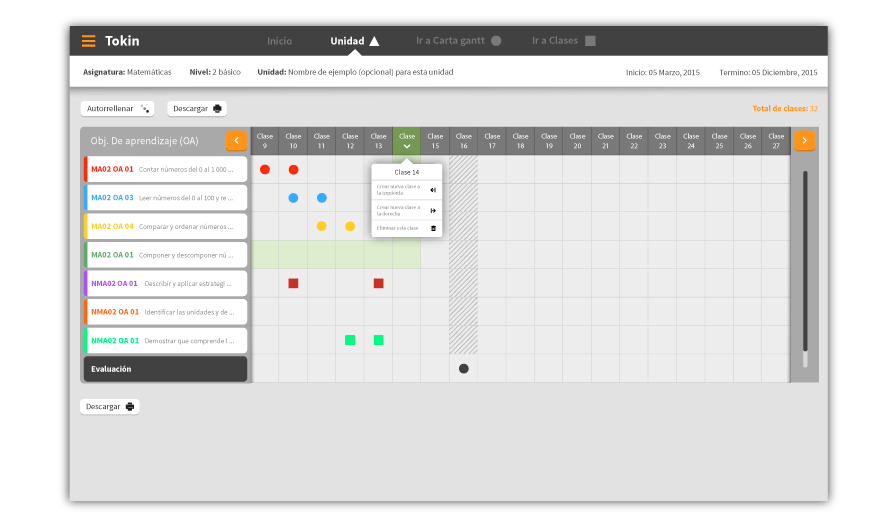 Tokin
Inicio
Unidad
Ir a Carta gantt
Ir a Clases
Asignatura: Matemáticas
Nivel: 2 básico
Unidad: Nombre de ejemplo (opcional) para esta unidad
Inicio: 05 Marzo, 2015
Termino: 05 Diciembre, 2015
Autorrellenar
Descargar
Total de clases: 32
Obj. De aprendizaje (OA)
Clase 9
Clase 10
Clase 11
Clase 12
Clase 13
Clase
Clase 15
Clase 16
Clase 17
Clase 18
Clase 19
Clase 20
Clase 21
Clase 22
Clase 23
Clase 24
Clase 25
Clase 26
Clase 27
MA02 OA 01 Contar números del 0 al 1 000 ...
Clase 14
Crear nueva clase a
la izquierda
MA02 OA 03 Leer números del 0 al 100 y re ...
Crear nueva clase a
la derecha
MA02 OA 04 Comparar y ordenar números ...
Eliminar esta clase
MA02 OA 01 Componer y descomponer nú ...
NMA02 OA 01 Describir y aplicar estrategi ...
NMA02 OA 01 Identificar las unidades y de ...
NMA02 OA 01 Demostrar que comprende l ...
Evaluación
Descargar